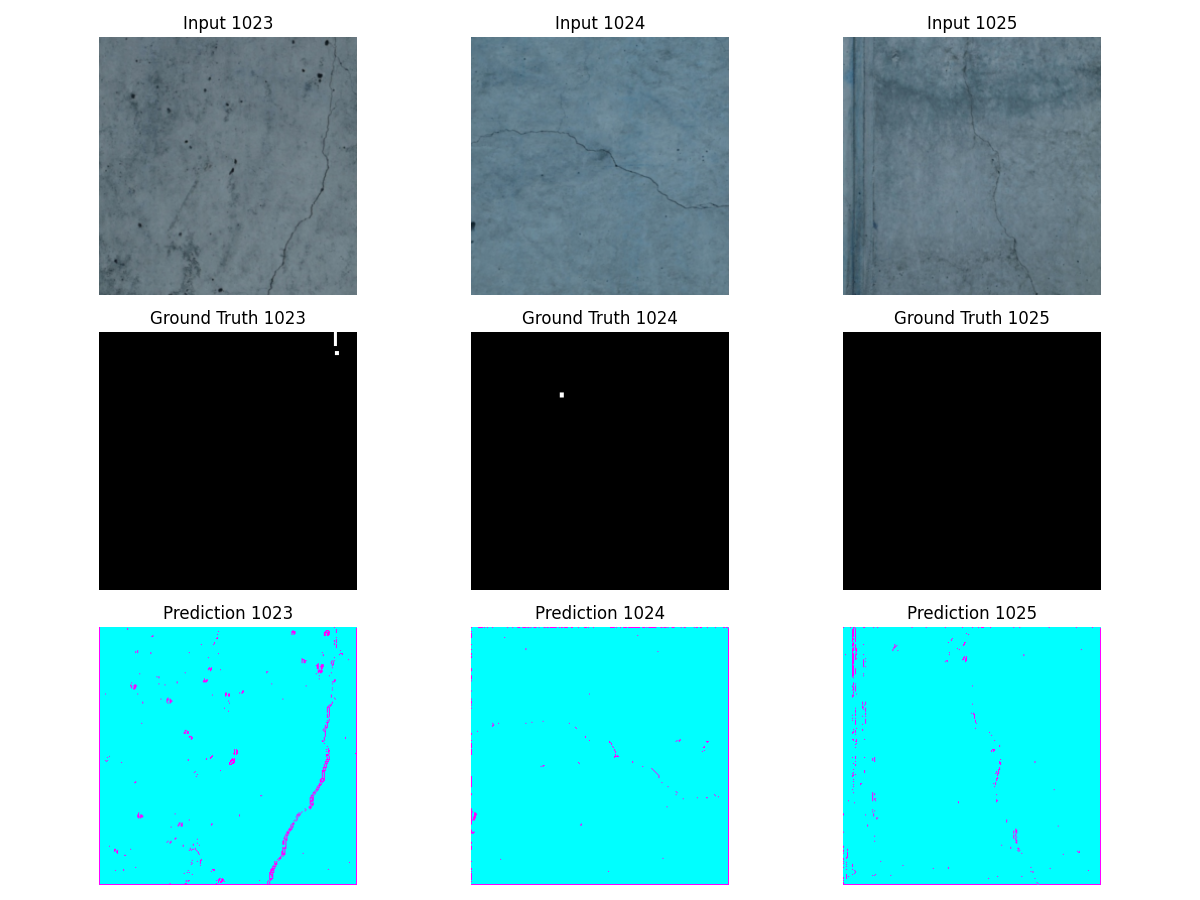 Input 1023
Input 1024
Input 1025
Ground Truth 1023
Ground Truth 1024
Ground Truth 1025
Prediction 1023
Prediction 1024
Prediction 1025